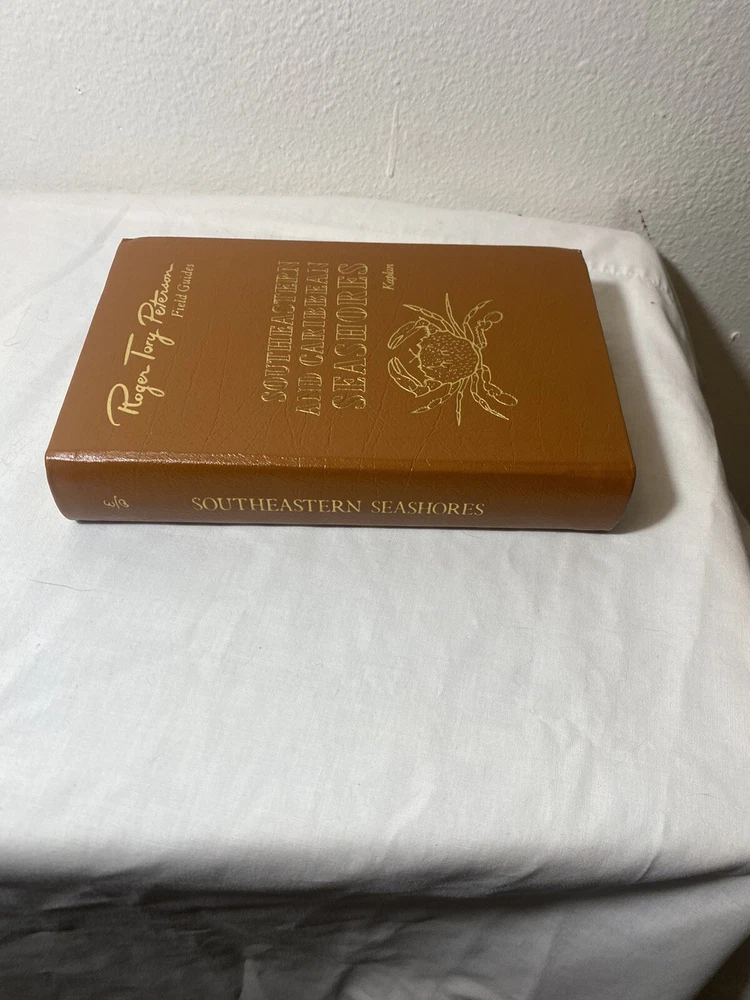 Roger Tory Peterson
Field Guides
SOUTHEASTERN
AND CARIBBEAN
SEASHORES
Kaplan
SOUTHEASTERN SEASHORES